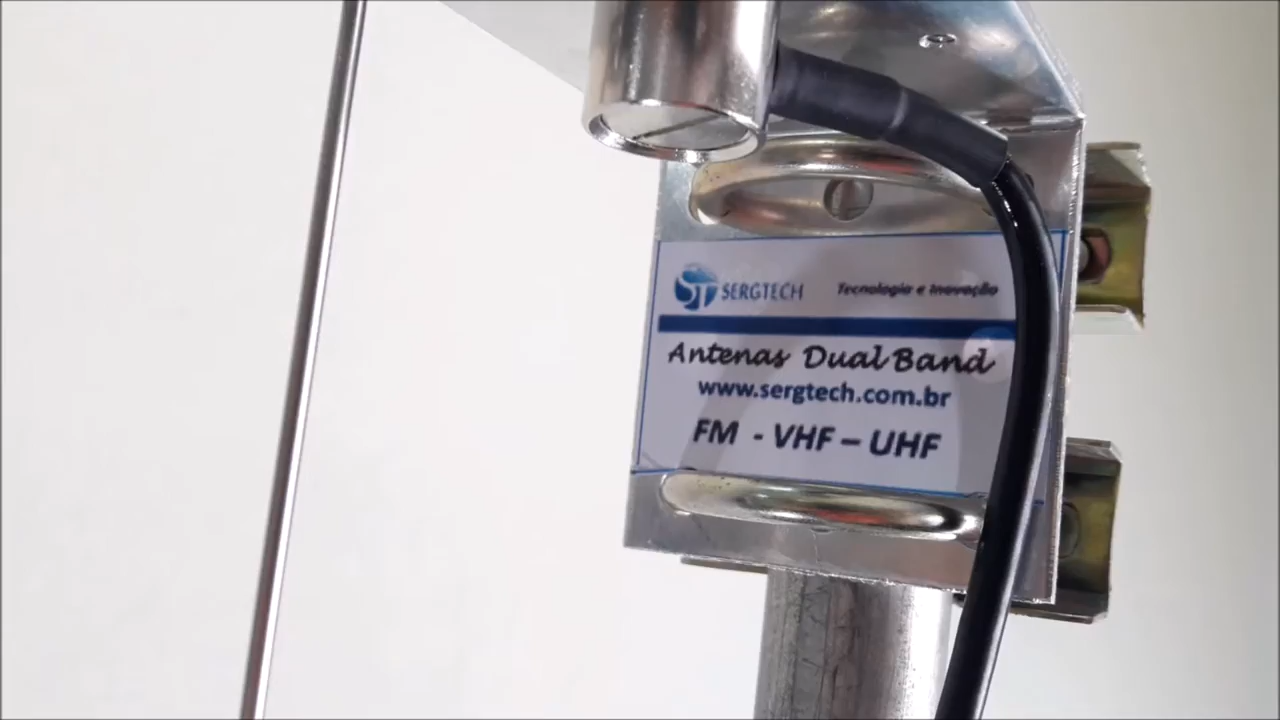 ST SERGTECH Tecnologia e Inovação
Antenas Dual Band
www.sergtech.com.br
FM - VHF – UHF